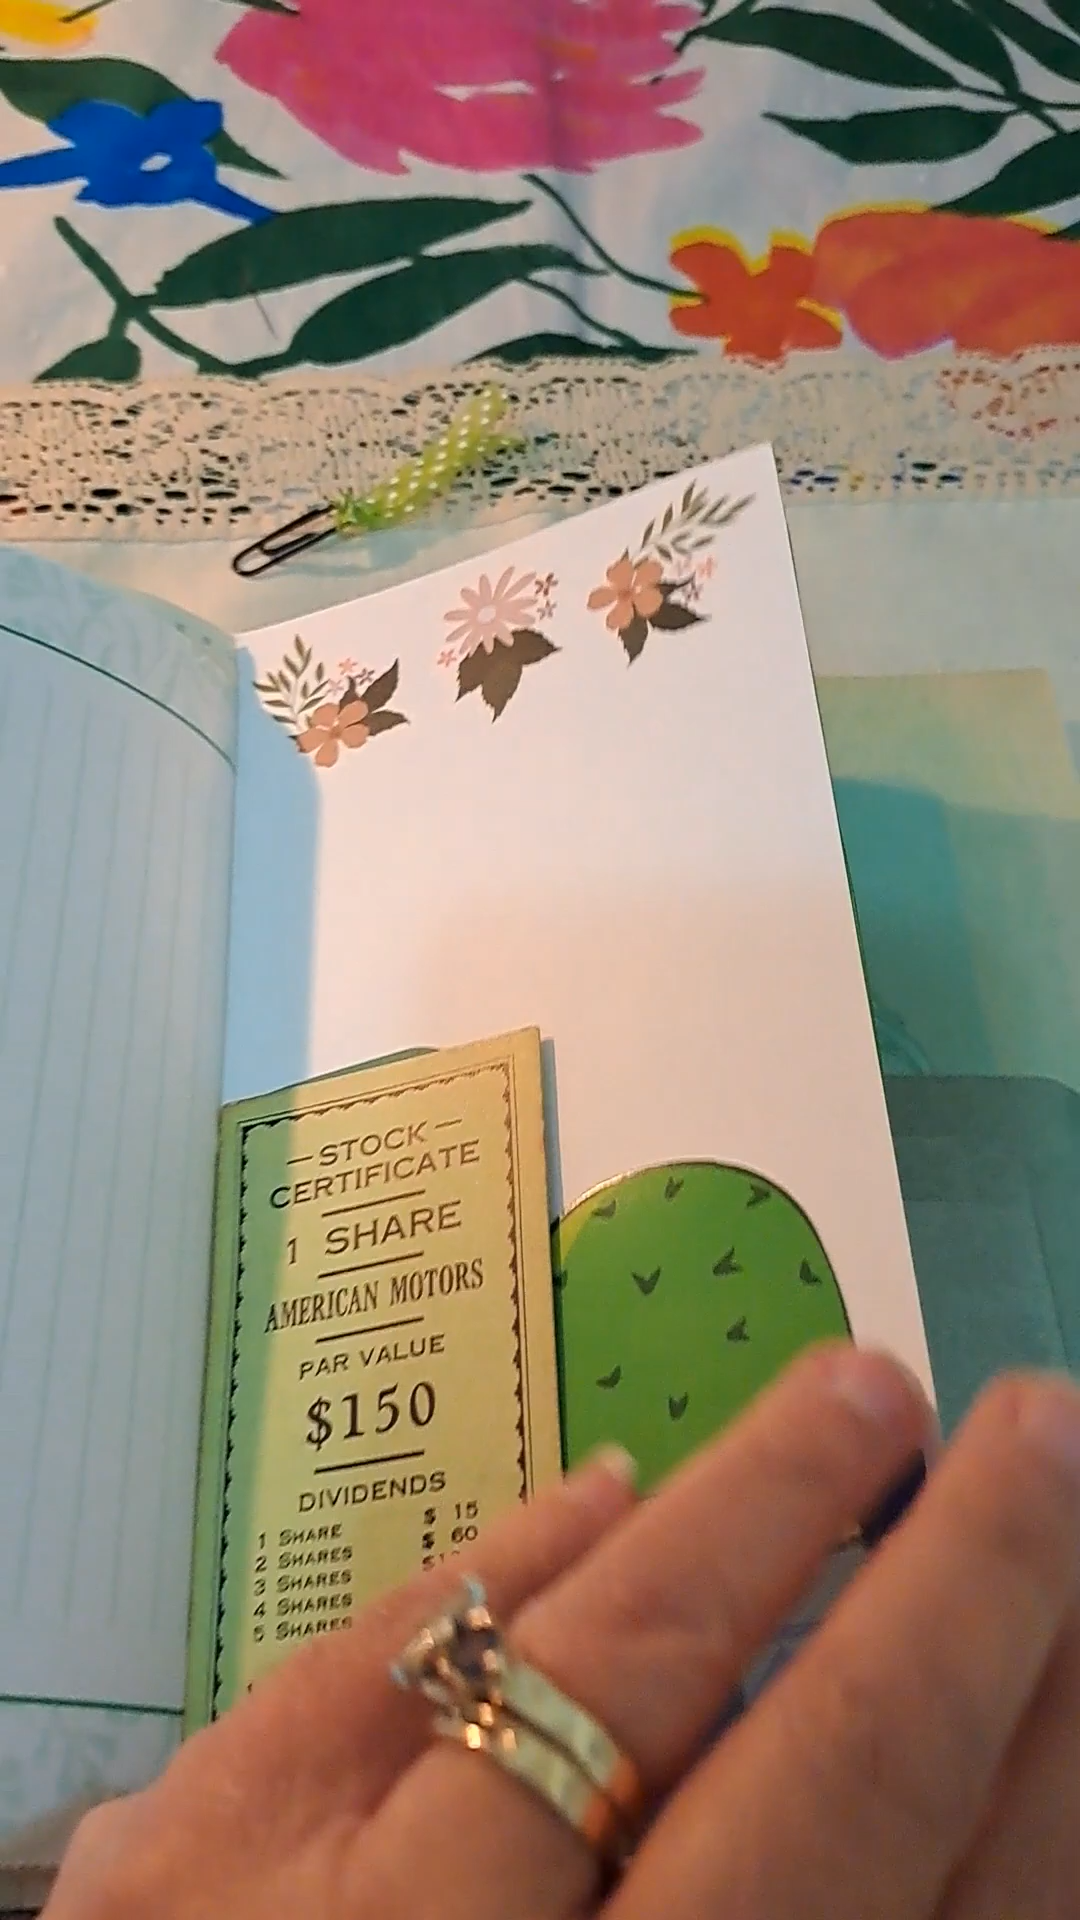 —STOCK—
CERTIFICATE
1 SHARE
AMERICAN MOTORS
PAR VALUE
$150
DIVIDENDS
1 SHARE $ 15
2 SHARES $ 60
3 SHARES
4 SHARES
5 SHARES